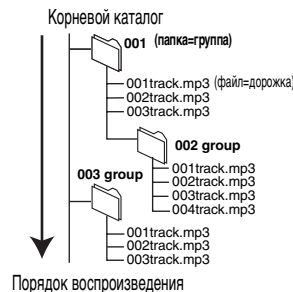 Корневой каталог
001 (папка=группа)
001track.mp3 (файл=дорожка)
002track.mp3
003track.mp3
002 group
001track.mp3
002track.mp3
003track.mp3
004track.mp3
003 group
001track.mp3
002track.mp3
003track.mp3
Порядок воспроизведения